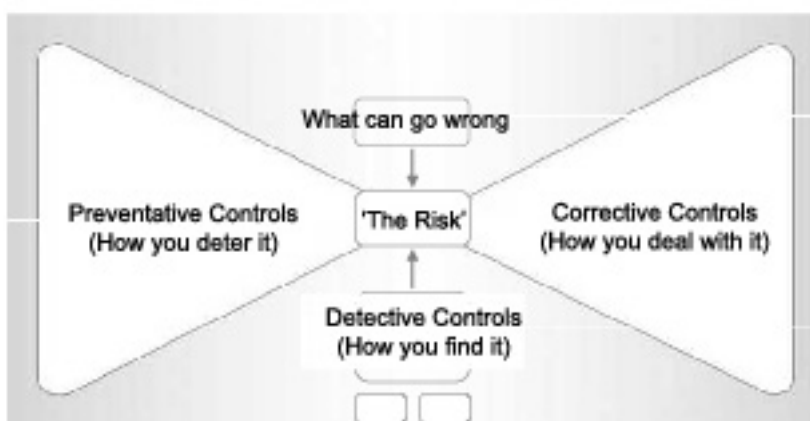 What can go wrong
Preventative Controls
(How you deter it)
'The Risk'
Corrective Controls
(How you deal with it)
Detective Controls
(How you find it)